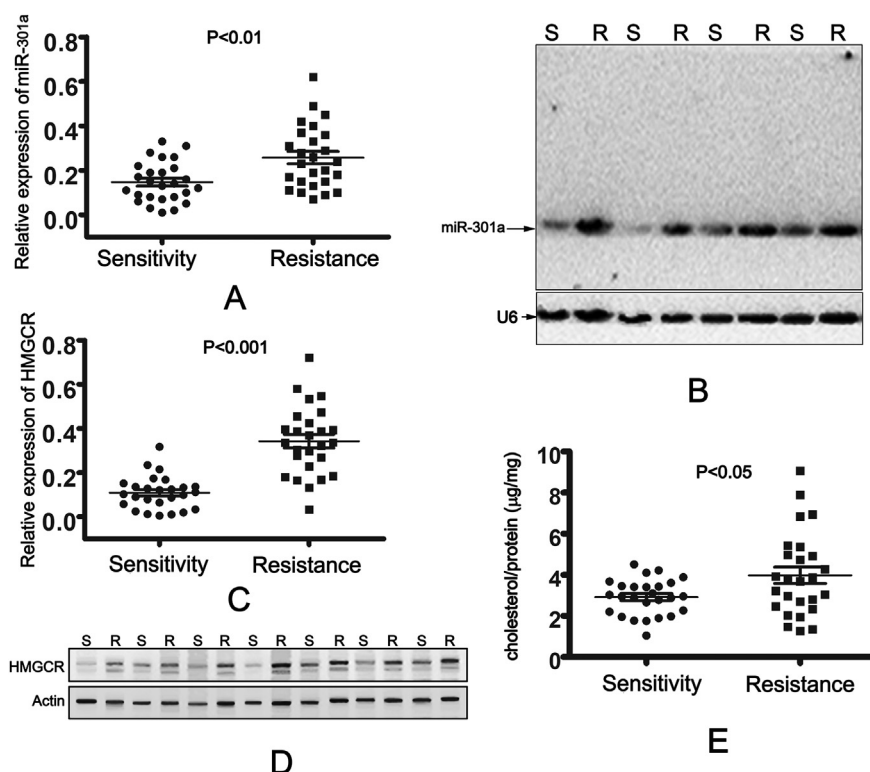 Relative expression of miR-301a
0.8
0.6
0.4
0.2
0.0
P<0.01
Sensitivity Resistance
A
S R S R S R S R
miR-301a
U6
B
Relative expression of HMGCR
0.8
0.6
0.4
0.2
0.0
P<0.001
Sensitivity Resistance
C
S R S R S R S R S R S R S R
HMGCR
Actin
D
cholesterol/protein (µg/mg)
10
8
6
4
2
0
P<0.05
Sensitivity Resistance
E